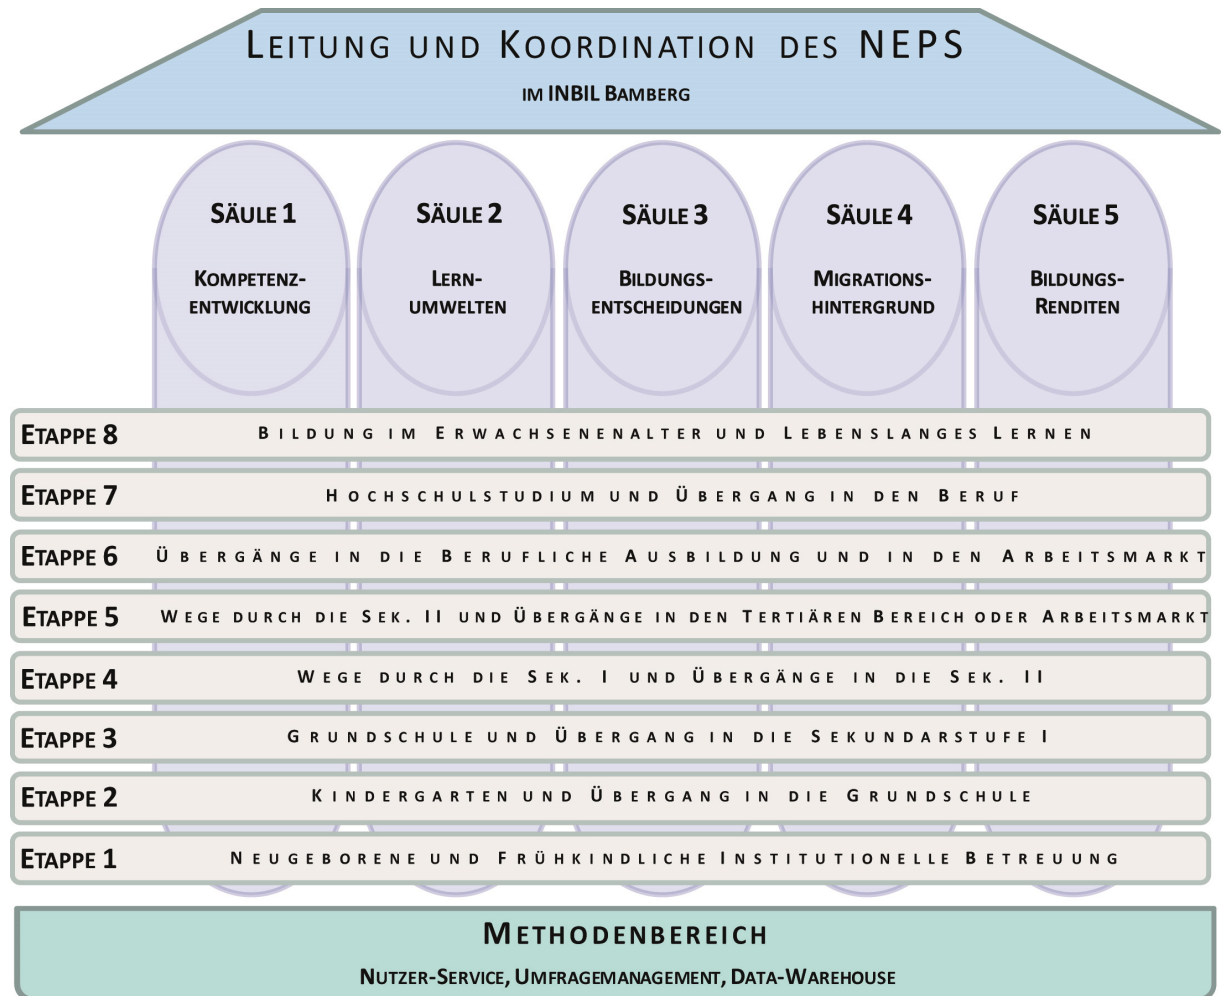 Leitung und Koordination des NEPS
im INBIL Bamberg
Säule 1
Kompetenz-
entwicklung
Säule 2
Lern-
umwelten
Säule 3
Bildungs-
entscheidungen
Säule 4
Migrations-
hintergrund
Säule 5
Bildungs-
Renditen
Etappe 8 Bildung im Erwachsenenalter und Lebenslanges Lernen
Etappe 7 Hochschulstudium und Übergang in den Beruf
Etappe 6 Übergänge in die Berufliche Ausbildung und in den Arbeitsmarkt
Etappe 5 Wege durch die Sek. II und Übergänge in den Tertiären Bereich oder Arbeitsmarkt
Etappe 4 Wege durch die Sek. I und Übergänge in die Sek. II
Etappe 3 Grundschule und Übergang in die Sekundarstufe I
Etappe 2 Kindergarten und Übergang in die Grundschule
Etappe 1 Neugeborene und Frühkindliche Institutionelle Betreuung
Methodenbereich
Nutzer-Service, Umfragemanagement, Data-Warehouse